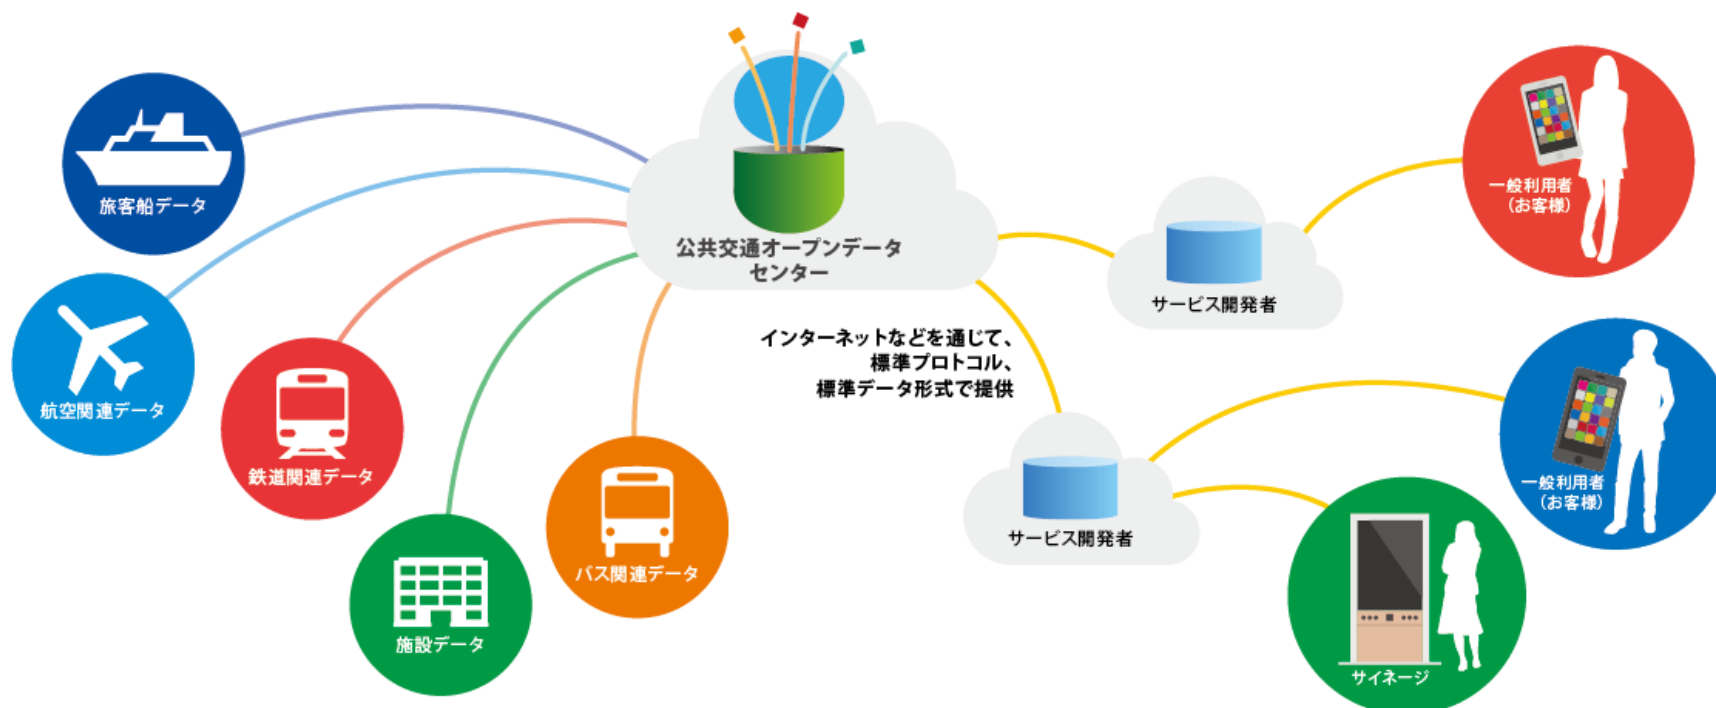 旅客船データ
航空関連データ
鉄道関連データ
施設データ
バス関連データ
公共交通オープンデータ
センター
インターネットなどを通じて、
標準プロトコル、
標準データ形式で提供
サービス開発者
サービス開発者
一般利用者
(お客様)
一般利用者
(お客様)
サイネージ